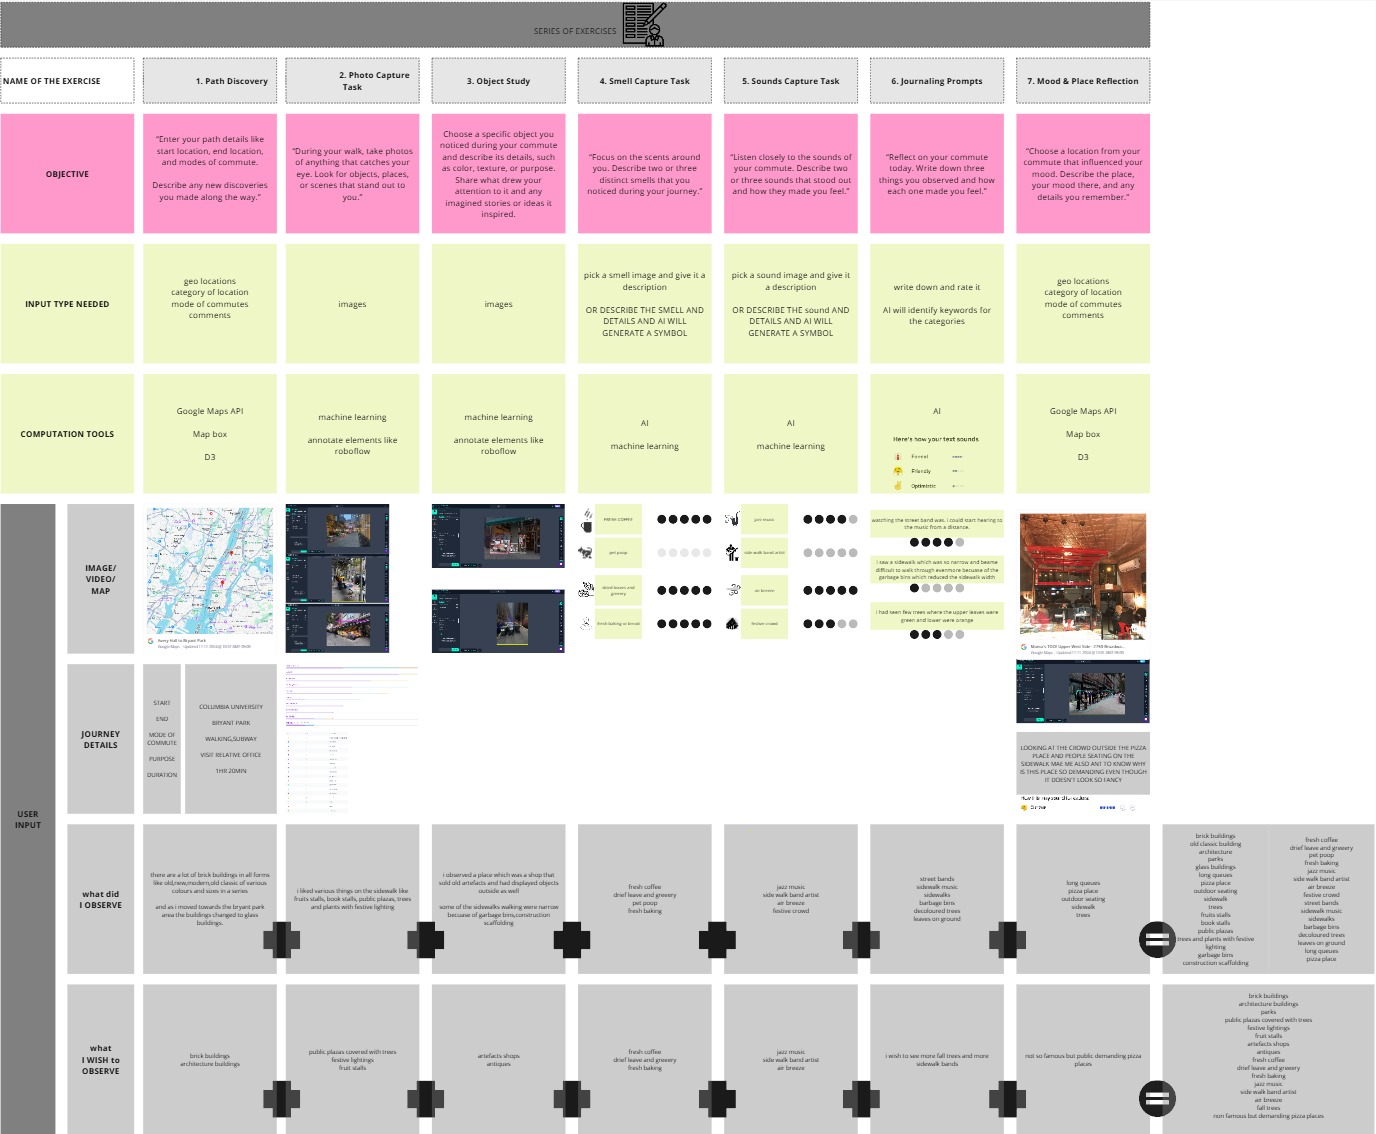 SERIES OF EXERCISES
NAME OF THE EXERCISE
1. Path Discovery
2. Photo Capture
Task
3. Object Study
4. Smell Capture Task
5. Sounds Capture Task
6. Journaling Prompts
7. Mood & Place Reflection
OBJECTIVE
“Enter your path details like
start location, end location,
and modes of commute.
Describe any new discoveries
you made along the way.”
“During your walk, take photos
of anything that catches your
eye. Look for objects, places,
or scenes that stand out to
you.”
Choose a specific object you
noticed during your commute
and describe its details, such
as color, texture, or purpose.
Share what drew your
attention to it and any
imagined stories or ideas it
inspired.
“Focus on the scents around
you. Describe two or three
distinct smells that you
noticed during your journey.”
“Listen closely to the sounds of
your commute. Describe two
or three sounds that stood out
and how they made you feel.”
“Reflect on your commute
today. Write down three
things you observed and how
each one made you feel.”
“Choose a location from your
commute that influenced your
mood. Describe the place,
your mood there, and any
details you remember.”
INPUT TYPE NEEDED
geo locations
category of location
mode of commutes
comments
images
images
pick a smell image and give it a
description
OR DESCRIBE THE SMELL AND
DETAILS AND AI WILL
GENERATE A SYMBOL
pick a sound image and give it
a description
OR DESCRIBE THE sound AND
DETAILS AND AI WILL
GENERATE A SYMBOL
write down and rate it
AI will identify keywords for
the categories
geo locations
category of location
mode of commutes
comments
COMPUTATION TOOLS
Google Maps API
Map box
D3
machine learning
annotate elements like
roboflow
machine learning
annotate elements like
roboflow
AI
machine learning
AI
machine learning
AI
Here's how your text sounds
Formal
Friendly
Optimistic
Google Maps API
Map box
D3
USER
INPUT
IMAGE/
VIDEO/
MAP
Avery Hall to Bryant Park
FRESH COFFEE
pet poop
dried leaves and
greenery
fresh baking or bread
jazz music
side walk band artist
air breeze
festive crowd
watching the street band was. i could start hearing to
the music from a distance.
I saw a sidewalk which was so narrow and beame
difficult to walk through evenmore becuase of the
garbage bins which reduced the sidewalk width
I had seen few trees where the upper leaves were
green and lower were orange
JOURNEY
DETAILS
START
END
MODE OF
COMMUTE
PURPOSE
DURATION
COLUMBIA UNIVERSITY
BRYANT PARK
WALKING,SUBWAY
VISIT RELATIVE OFFICE
1HR 20MIN
LOOKING AT THE CROWD OUTSIDE THE PIZZA
PLACE AND PEOPLE SEATING ON THE
SIDEWALK MAE ME ALSO ANT TO KNOW WHY
IS THIS PLACE SO DEMANDING EVEN THOUGH
IT DOESN'T LOOK SO FANCY
what did
I OBSERVE
there are a lot of brick buildings in all forms
like old,new,modern,old classic of various
colours and sizes in a series
and as i moved towards the bryant park
area the buildings changed to glass
buildings.
i liked various things on the sidewalk like
fruits stalls, book stalls, public plazas, trees
and plants with festive lighting
i observed a place which was a shop that
sold old artefacts and had displayed objects
outside as well
some of the sidewalks walking were narrow
becuase of garbage bins,construction
scaffolding
fresh coffee
drief leave and greeery
pet poop
fresh baking
jazz music
side walk band artist
air breeze
festive crowd
street bands
sidewalk music
sidewalks
barbage bins
decoloured trees
leaves on ground
long queues
pizza place
outdoor seating
sidewalk
trees
brick buildings
old classic building
architecture
parks
glass buildings
long queues
pizza place
outdoor seating
sidewalk
trees
fruits stalls
book stalls
public plazas
trees and plants with festive
lighting
garbage bins
construction scaffolding
fresh coffee
drief leave and greeery
pet poop
fresh baking
jazz music
side walk band artist
air breeze
festive crowd
street bands
sidewalk music
sidewalks
barbage bins
decoloured trees
leaves on ground
long queues
pizza place
what
I WISH to
OBSERVE
brick buildings
architecture buildings
public plazas covered with trees
festive lightings
fruit stalls
artefacts shops
antiques
fresh coffee
drief leave and greeery
fresh baking
jazz music
side walk band artist
air breeze
i wish to see more fall trees and more
sidewalk bands
not so famous but public demanding pizza
places
brick buildings
architecture buildings
parks
public plazas covered with trees
festive lightings
fruit stalls
artefacts shops
antiques
fresh coffee
drief leave and greeery
fresh baking
jazz music
side walk band artist
air breeze
fall trees
non famous but demanding pizza places